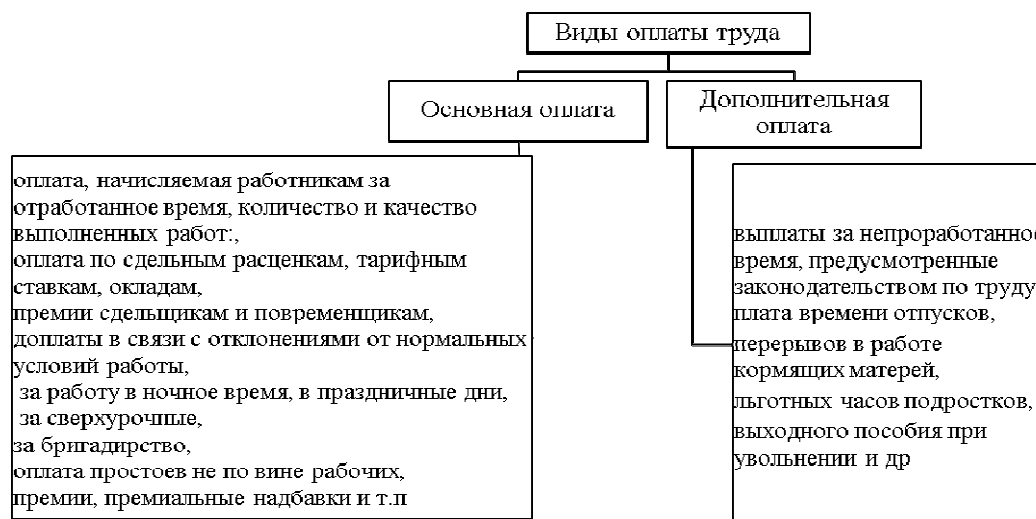 Виды оплаты труда
Основная оплата
Дополнительная
оплата
оплата, начисляемая работникам за
отработанное время, количество и качество
выполненных работ:,
оплата по сдельным расценкам, тарифным
ставкам, окладам,
премии сдельщикам и повременщикам,
доплаты в связи с отклонениями от нормальных
условий работы,
за работу в ночное время, в праздничные дни,
за сверхурочные,
за бригадирство,
оплата простоев не по вине рабочих,
премии, премиальные надбавки и т.п
выплаты за непроработанное
время, предусмотренные
законодательством по труду
плата времени отпусков,
перерывов в работе
кормящих матерей,
льготных часов подростков,
выходного пособия при
увольнении и др